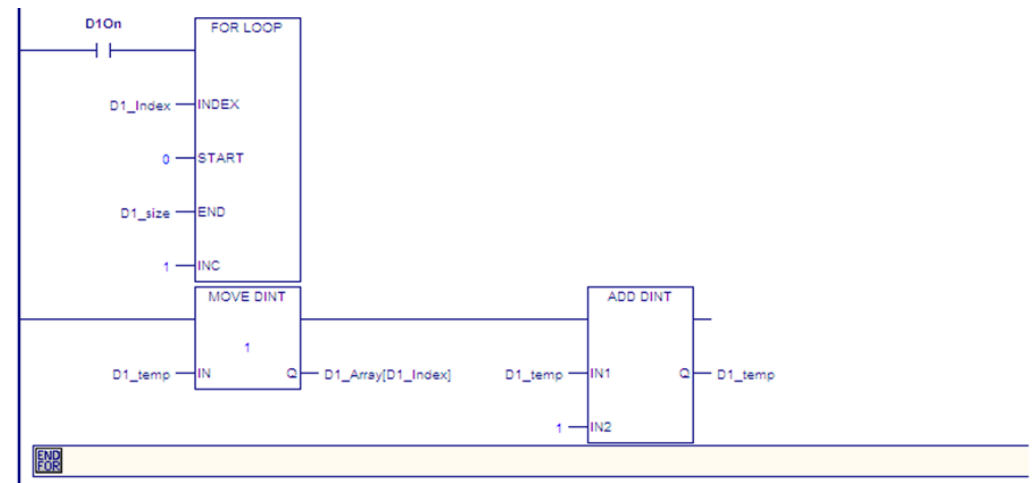 D1On
FOR LOOP
D1_Index INDEX
0 START
D1_size END
1 INC
MOVE DINT
ADD DINT
1
D1_temp IN Q D1_Array[D1_Index]
D1_temp IN1 Q D1_temp
1 IN2
END
FOR